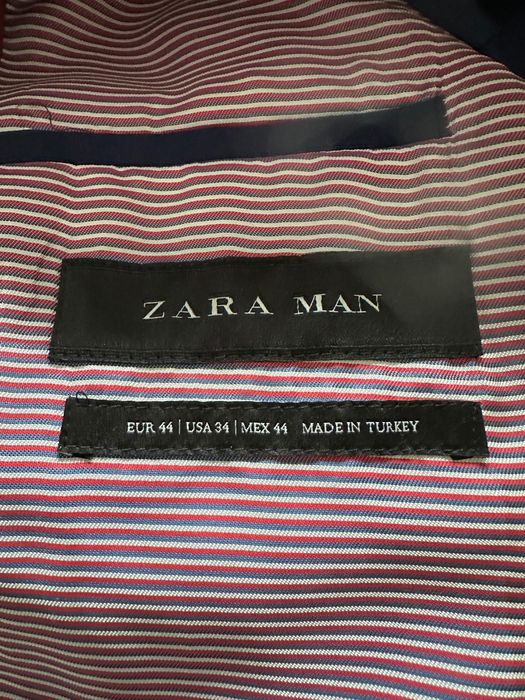 ZARA MAN
EUR 44 | USA 34 | MEX 44 MADE IN TURKEY